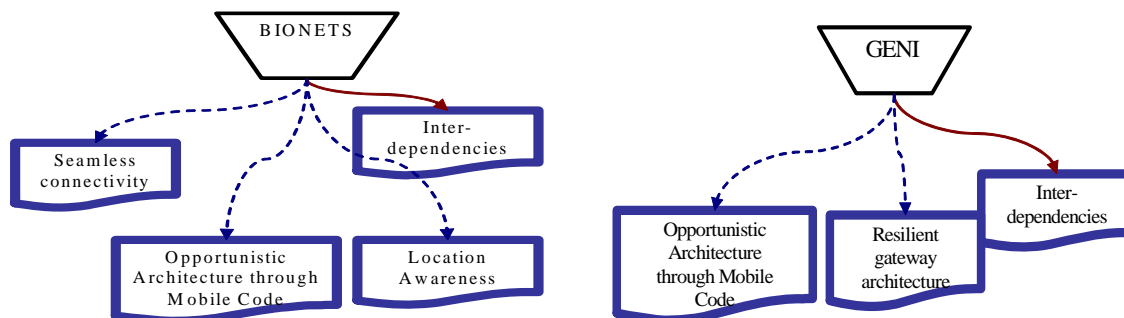 BIONETS
Inter-
dependencies
Seamless
connectivity
Opportunistic
Architecture through
Mobile Code
Location
Awareness
GENI
Inter-
dependencies
Opportunistic
Architecture
through Mobile
Code
Resilient
gateway
architecture